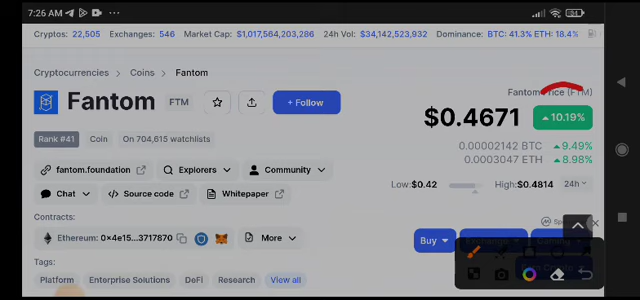 7:26 AM
Cryptos: 22,505 Exchanges: 546 Market Cap: $1,017,564,203,286 24h Vol: $34,142,523,932 Dominance: BTC: 41.3% ETH: 18.4%
Cryptocurrencies > Coins > Fantom
Fantom FTM + Follow
Rank #41 Coin On 704,615 watchlists
fantom.foundation Explorers Community
Chat Source code Whitepaper
Contracts:
Ethereum: 0x4e15...3717870 More
Tags:
Platform Enterprise Solutions DeFi Research View all
Fantom Price (FTM)
$0.4671 10.19%
0.00002142 BTC 9.49%
0.0003047 ETH 8.98%
Low:$0.42 High:$0.4814 24h
Buy